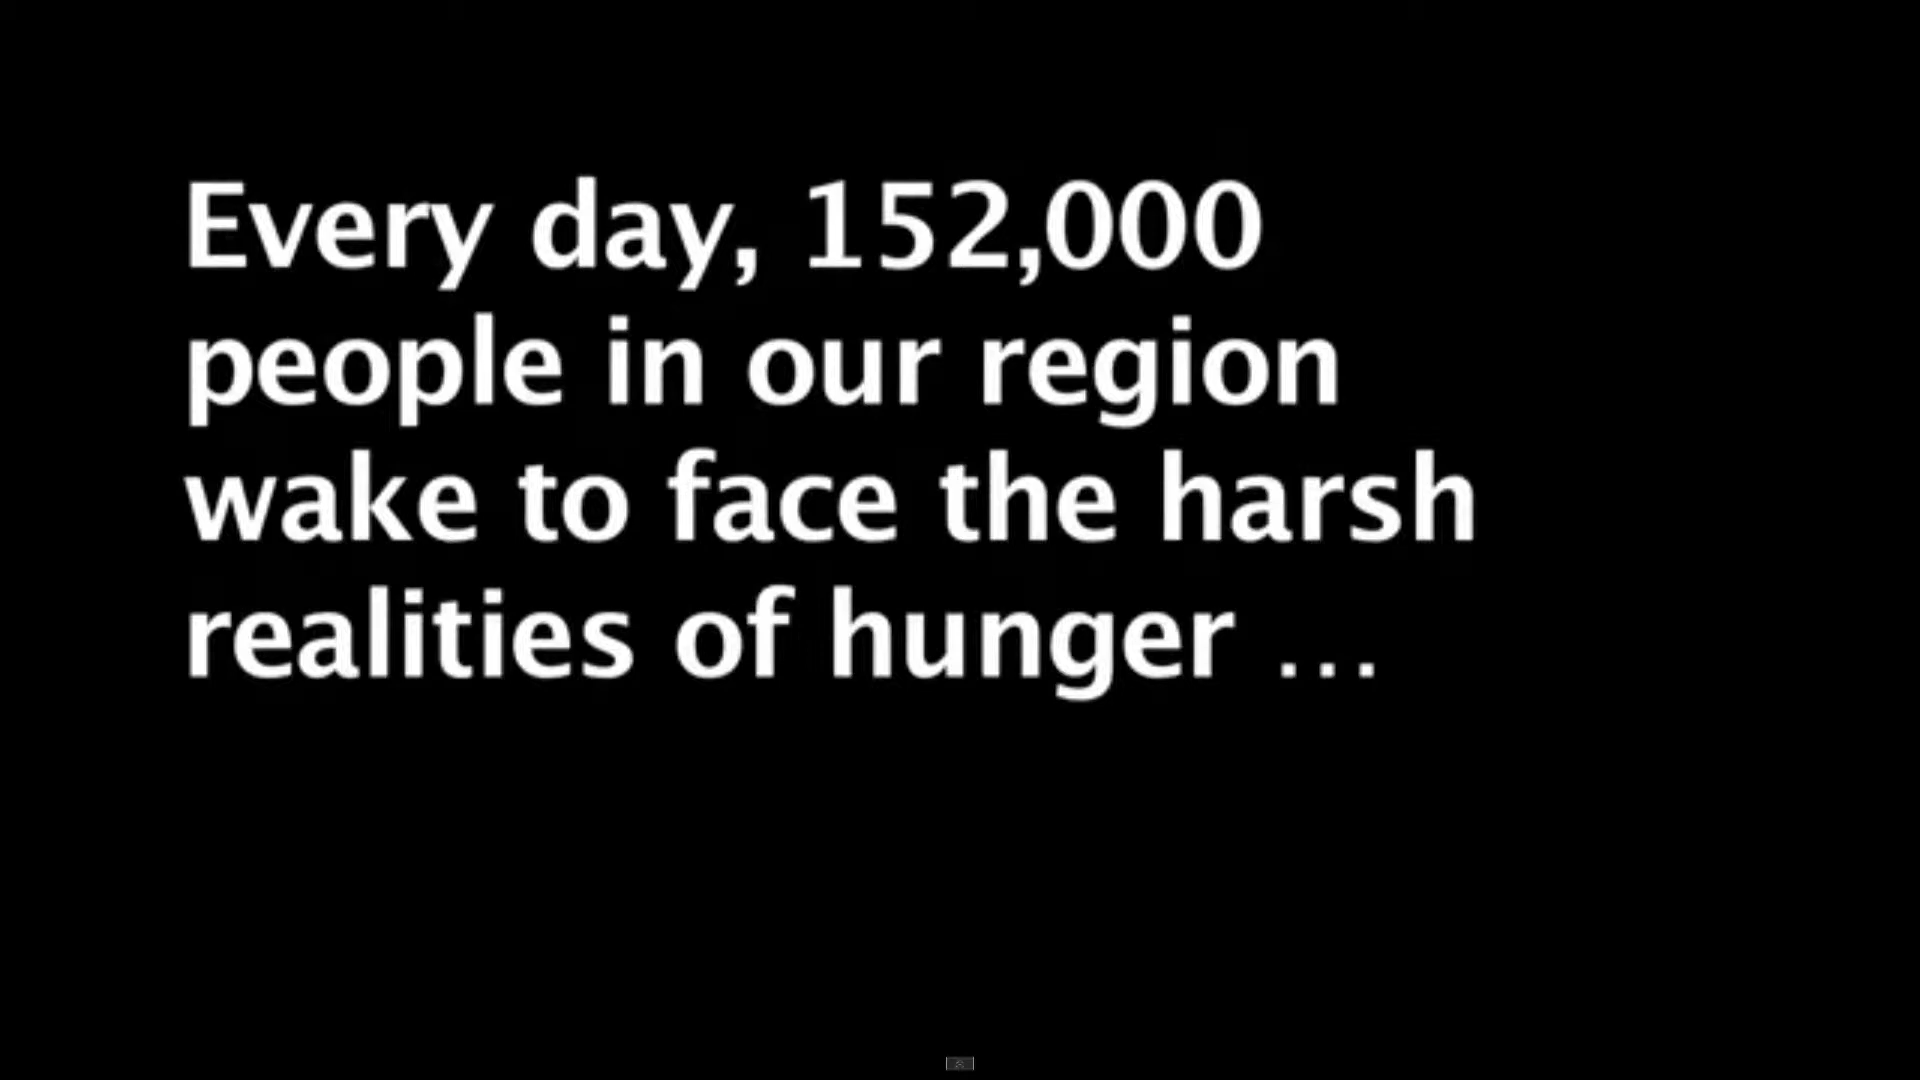 Every day, 152,000
people in our region
wake to face the harsh
realities of hunger ...